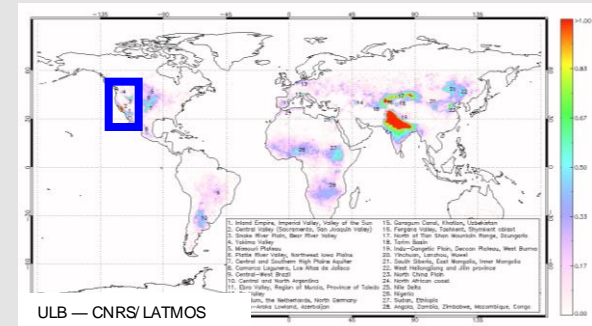 -135 -90 -45 0 45 90 135
>1.00
0.83
0.67
0.50
0.33
0.17
0.00
1. Inland Empire, Imperial Valley, Valley of the Sun
2. Central Valley (Sacramento, San Joaquin Valley)
3. Snake River Plain, Bear River Valley
4. Yakima Valley
5. Missouri Plateau
6. Platte River Valley, Northwest Iowa Plains
7. Central and Southern High Plains Aquifer
8. Comarca Lagunera, Los Altos de Jalisco
9. Central-West Brazil
10. Central and North Argentina
11. Ebro Valley, Region of Murcia, Province of Toledo
Valley
the Netherlands, North Germany
Lowland, Azerbaijan
15. Garagum Canal, Khatlon, Uzbekistan
16. Fergana Valley, Tashkent, Shymkent oblast
17. North of Tian Shan Mountain Range, Dzungaria
18. Tarim Basin
19. Indo-Gangetic Plain, Deccan Plateau, West Burma
20. Yinchuan, Lanzhou, Wuwei
21. South Siberia, East Mongolia, Inner Mongolia
22. West Heilongjiang and Jilin province
23. North China Plain
24. North African coast
25. Nile Delta
26. Nigeria
27. Sudan, Ethiopia
28. Angola, Zambia, Zimbabwe, Mozambique, Congo
ULB — CNRS/ LATMOS